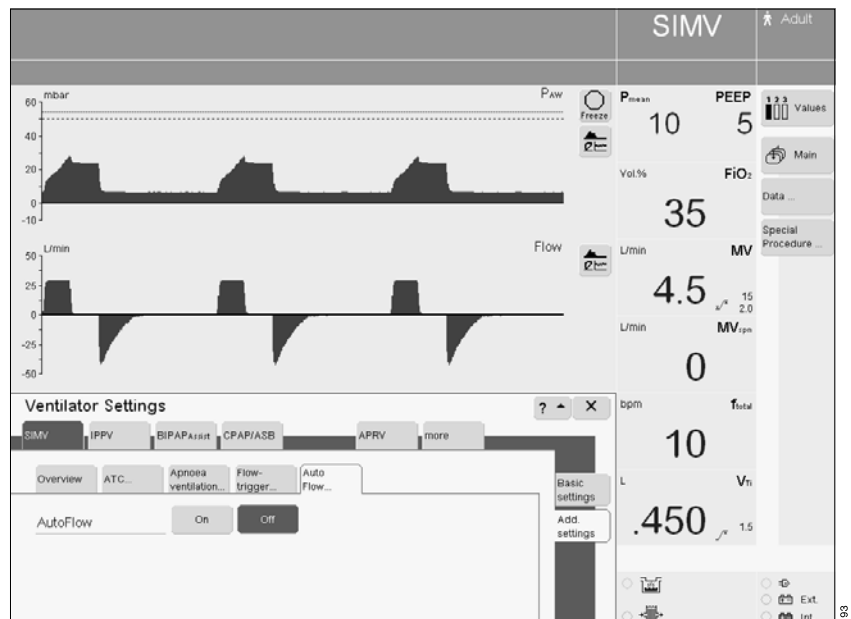 SIMV
Adult
mbar
PAW
60
40
20
0
-10
Freeze
Pmean PEEP
10 5
1 2 3
Values
Main
Vol.% FiO2
35
Data ...
Special
Procedure ...
L/min
Flow
50
25
0
-25
-50
L/min MV
4.5
15
2.0
L/min MVspn
0
Ventilator Settings
? X
SIMV IPPV BIPAPAssist CPAP/ASB APRV more
Overview ATC... Apnoea
ventilation... Flow-
trigger... Auto
Flow...
Basic
settings
Add.
settings
AutoFlow On Off
bpm ftotal
10
L VTi
.450
1.5
Ext.
Int.
93